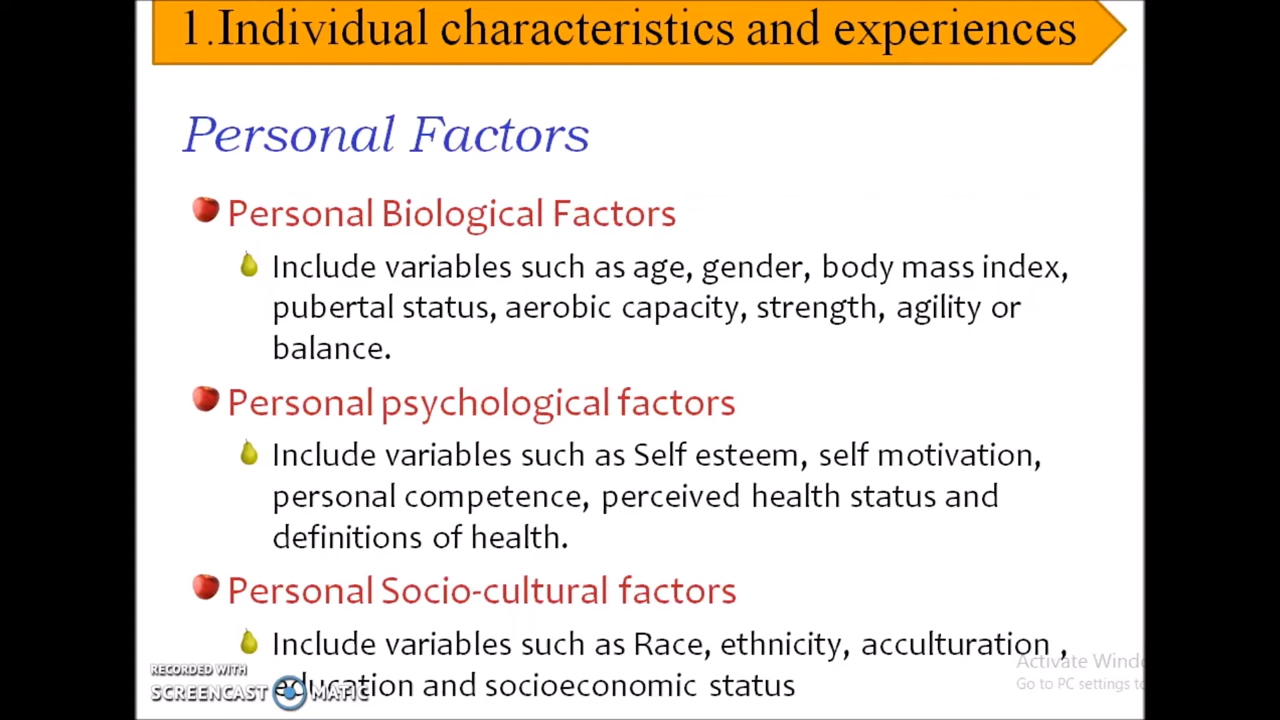 1.Individual characteristics and experiences
Personal Factors
Personal Biological Factors
Include variables such as age, gender, body mass index,
pubertal status, aerobic capacity, strength, agility or
balance.
Personal psychological factors
Include variables such as Self esteem, self motivation,
personal competence, perceived health status and
definitions of health.
Personal Socio-cultural factors
Include variables such as Race, ethnicity, acculturation ,
education and socioeconomic status
RECORDED WITH
SCREENCAST MATIC
Activate Windo
Go to PC settings to